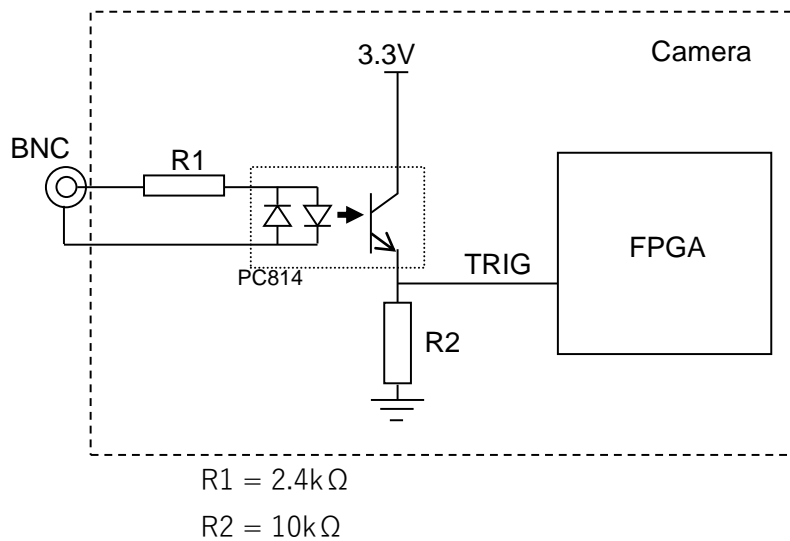 3.3V
Camera
BNC
R1
FPGA
TRIG
PC814
R2
R1 = 2.4kΩ
R2 = 10kΩ